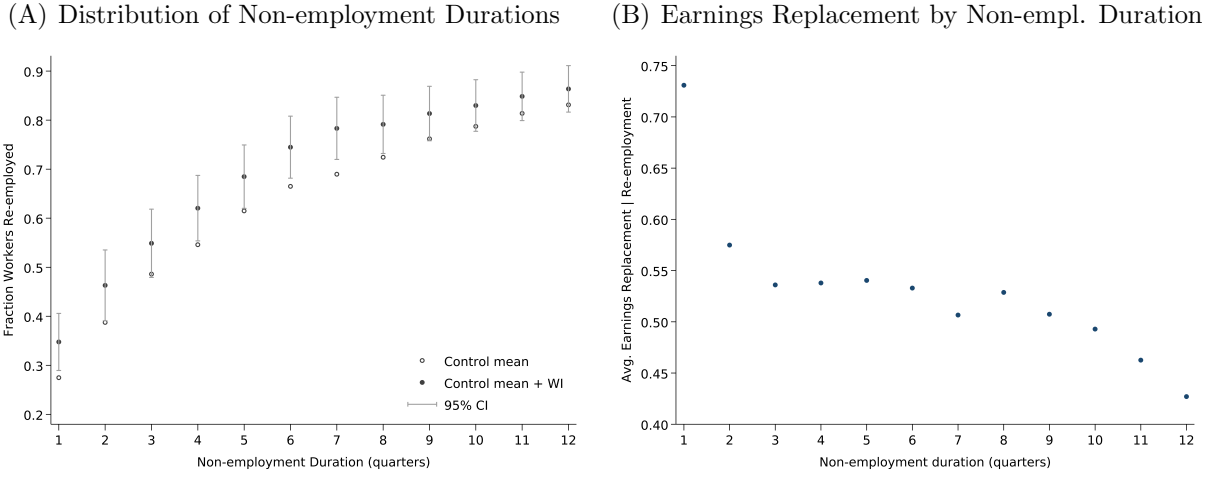 (A) Distribution of Non-employment Durations
Fraction Workers Re-employed
0.9
0.8
0.7
0.6
0.5
0.4
0.3
0.2
Control mean
Control mean + WI
95% CI
1 2 3 4 5 6 7 8 9 10 11 12
Non-employment Duration (quarters)
(B) Earnings Replacement by Non-empl. Duration
Avg. Earnings Replacement | Re-employment
0.75
0.70
0.65
0.60
0.55
0.50
0.45
0.40
1 2 3 4 5 6 7 8 9 10 11 12
Non-employment duration (quarters)